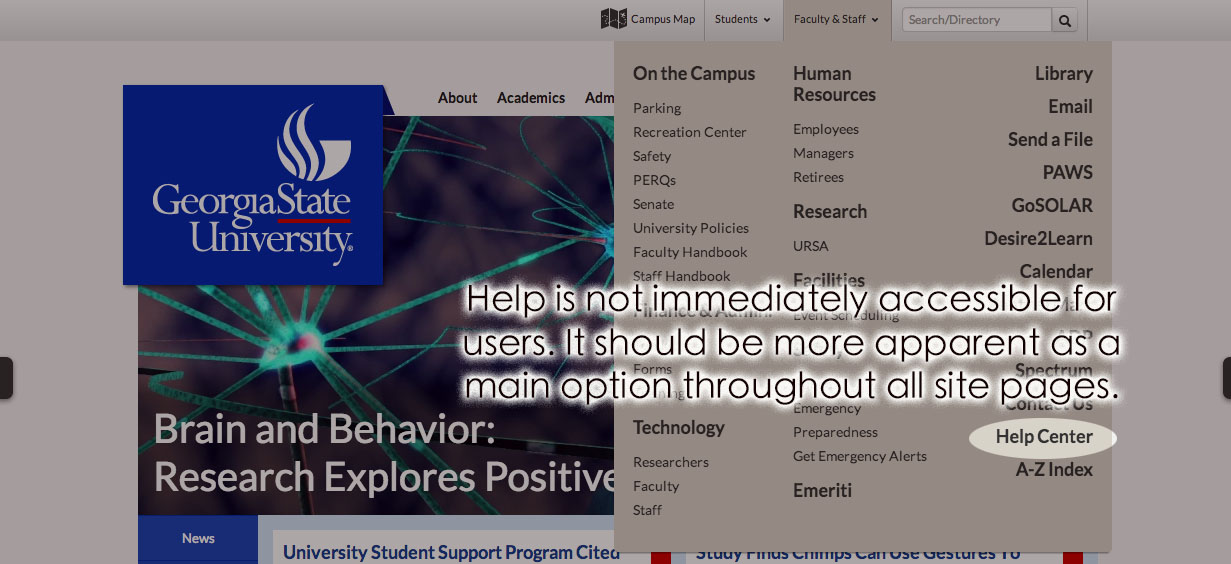 Campus Map
Students
Faculty & Staff
Search/Directory
About
Academics
Adm
Georgia State
University®
Brain and Behavior:
Research Explores Positive
On the Campus
Parking
Recreation Center
Safety
PERQs
Senate
University Policies
Faculty Handbook
Staff Handbook
Forms
Technology
Researchers
Faculty
Staff
Human
Resources
Employees
Managers
Retirees
Research
URSA
Facilities
Event Scheduling
Emergency
Preparedness
Get Emergency Alerts
Emeriti
Library
Email
Send a File
PAWS
GoSOLAR
Desire2Learn
Calendar
ADP
Spectrum
Contact Us
Help Center
A-Z Index
Help is not immediately accessible for
users. It should be more apparent as a
main option throughout all site pages.
News
University Student Support Program Cited
Study Finds Chimps Can Use Gestures To